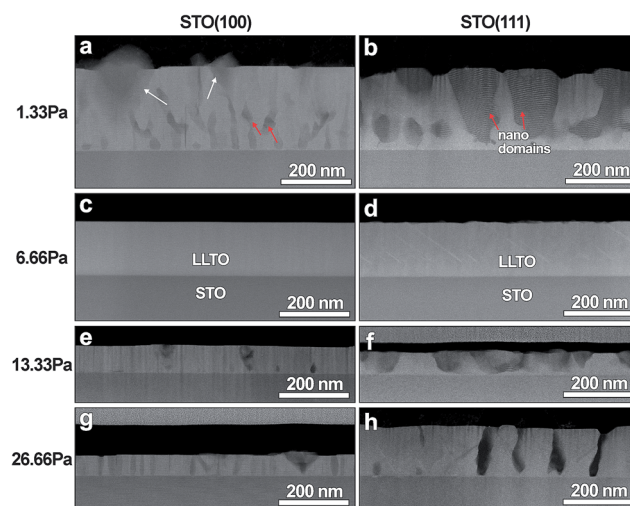 STO(100)
STO(111)
1.33Pa
a
200 nm
b
nano
domains
200 nm
6.66Pa
c
LLTO
STO
200 nm
d
LLTO
STO
200 nm
13.33Pa
e
200 nm
f
200 nm
26.66Pa
g
200 nm
h
200 nm